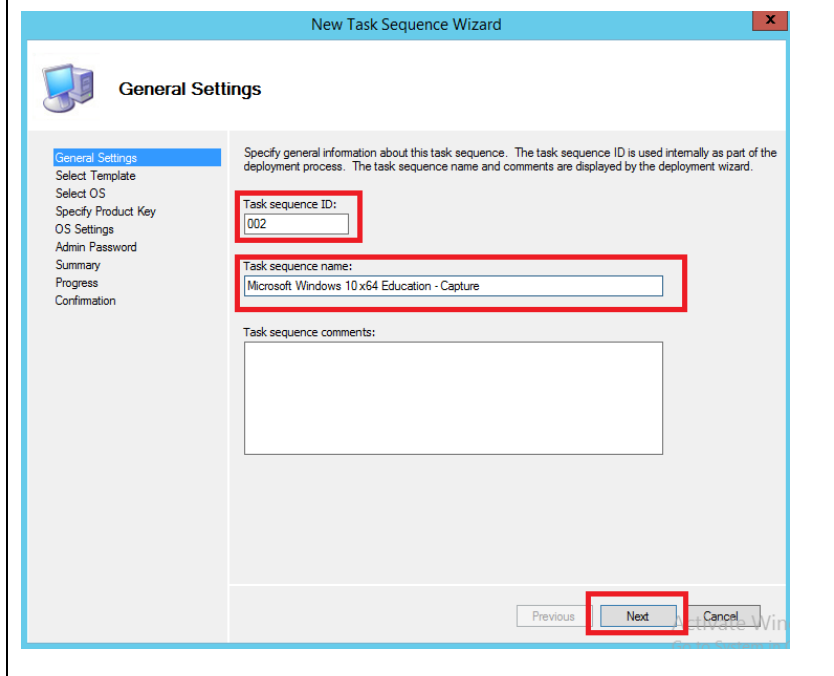 New Task Sequence Wizard
x
General Settings
General Settings
Select Template
Select OS
Specify Product Key
OS Settings
Admin Password
Summary
Progress
Confirmation
Specify general information about this task sequence. The task sequence ID is used internally as part of the
deployment process. The task sequence name and comments are displayed by the deployment wizard.
Task sequence ID:
002
Task sequence name:
Microsoft Windows 10 x64 Education - Capture
Task sequence comments:
Previous
Next
Cancel
Activate Win